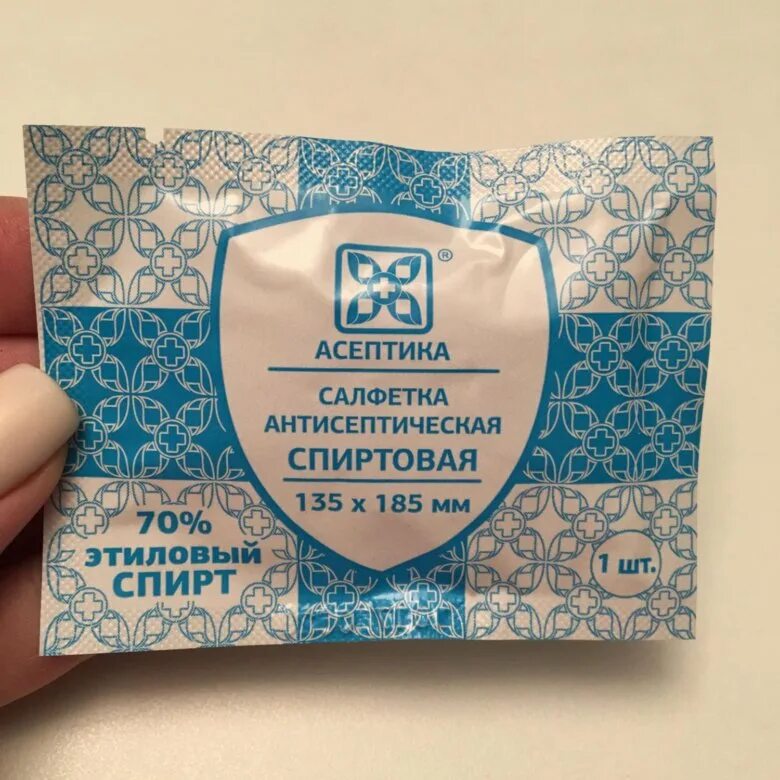 ®
АСЕПТИКА
САЛФЕТКА
АНТИСЕПТИЧЕСКАЯ
СПИРТОВАЯ
135 х 185 мм
70%
этиловый
СПИРТ
1 шт.